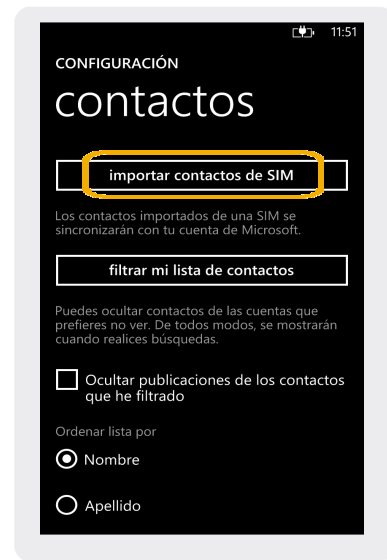 11:51
CONFIGURACIÓN
contactos
importar contactos de SIM
Los contactos importados de una SIM se
sincronizarán con tu cuenta de Microsoft.
filtrar mi lista de contactos
Puedes ocultar contactos de las cuentas que
prefieres no ver. De todos modos, se mostrarán
cuando realices búsquedas.
Ocultar publicaciones de los contactos
que he filtrado
Ordenar lista por
Nombre
Apellido